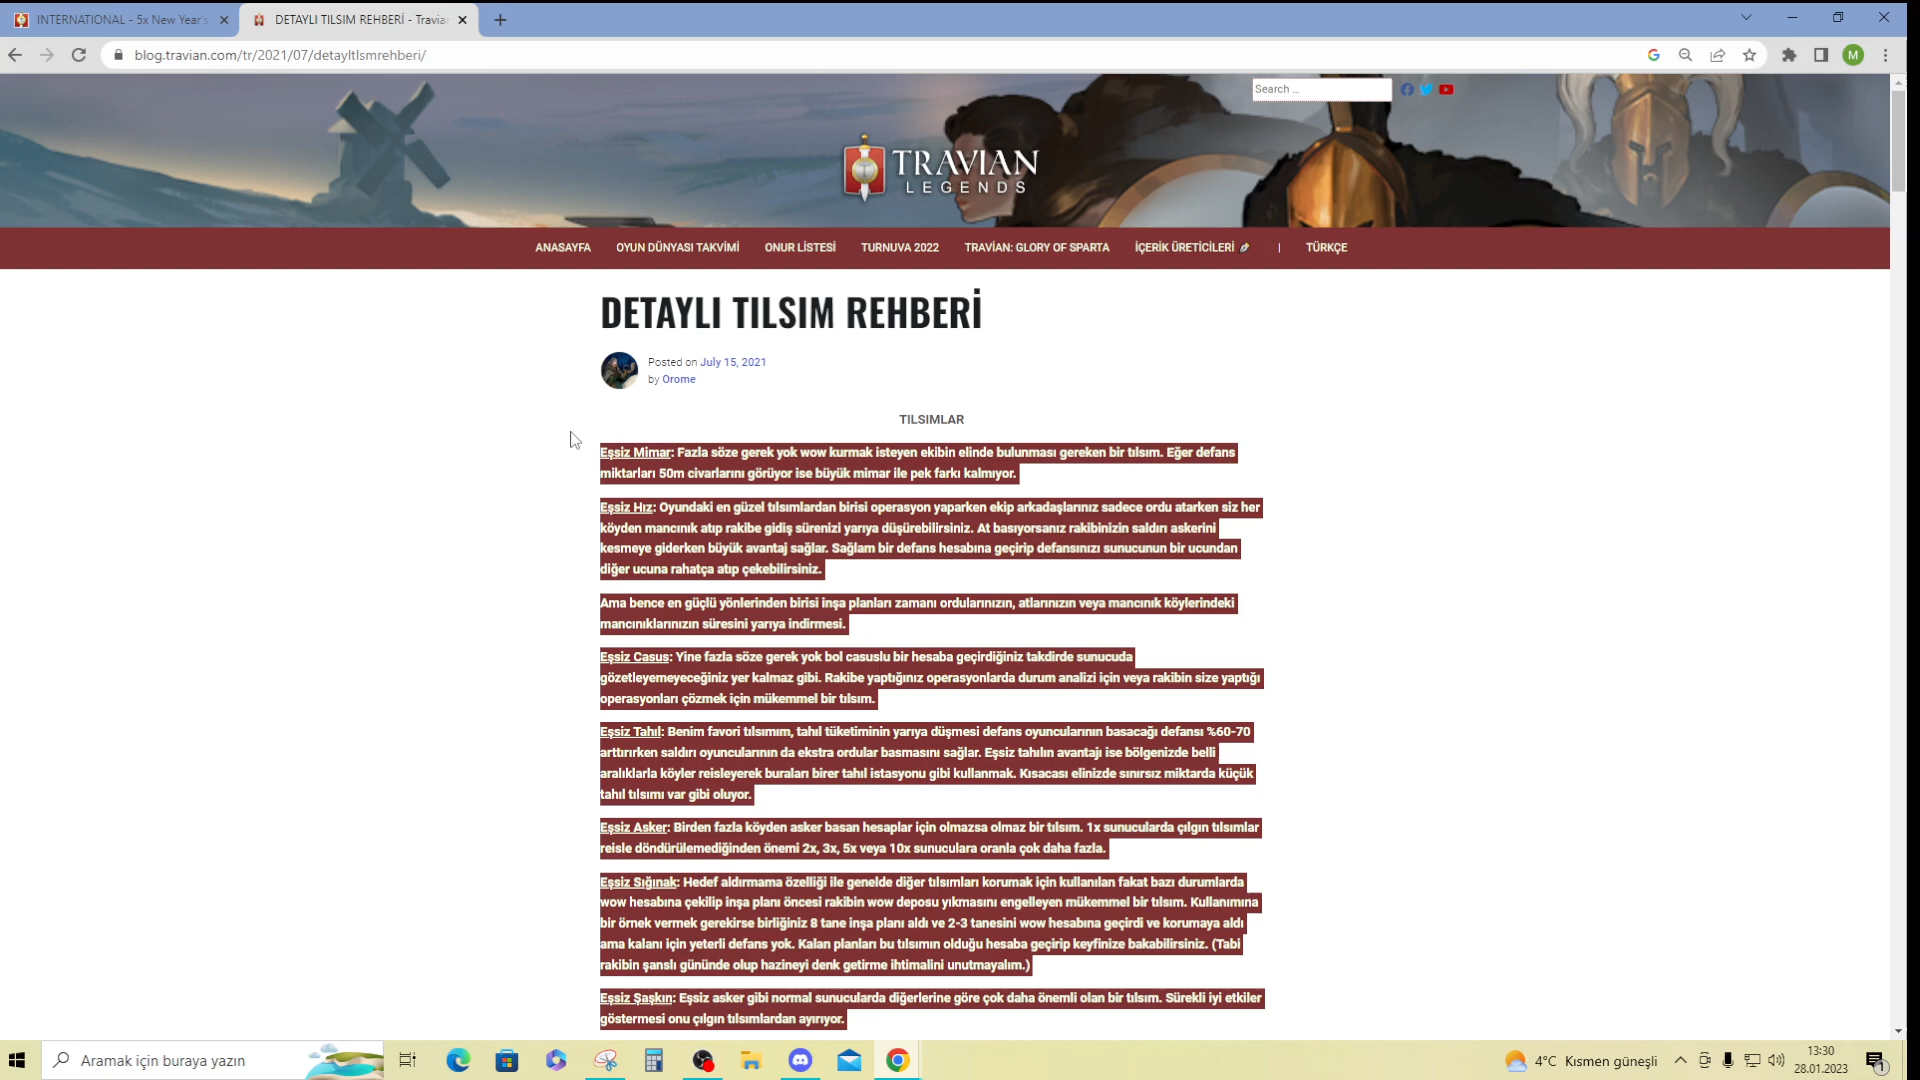 INTERNATIONAL - 5x New Year's
DETAYLI TILSIM REHBERİ - Travia
blog.travian.com/tr/2021/07/detayltlsmrehberi/
M
Search ...
TRAVIAN
LEGENDS
ANASAYFA OYUN DÜNYASI TAKVİMİ ONUR LİSTESİ TURNUVA 2022 TRAVİAN: GLORY OF SPARTA İÇERİK ÜRETİCİLERİ | TÜRKÇE
DETAYLI TILSIM REHBERİ
Posted on July 15, 2021
by Orome
TILSIMLAR
Eşsiz Mimar: Fazla söze gerek yok wow kurmak isteyen ekibin elinde bulunması gereken bir tılsım. Eğer defans
miktarları 50m civarlarını görüyor ise büyük mimar ile pek farkı kalmıyor.
Eşsiz Hız: Oyundaki en güzel tılsımlardan birisi operasyon yaparken ekip arkadaşlarınız sadece ordu atarken siz her
köyden mancınık atıp rakibe gidiş sürenizi yarıya düşürebilirsiniz. At basıyorsanız rakibinizin saldırı askerini
kesmeye giderken büyük avantaj sağlar. Sağlam bir defans hesabına geçirip defansınızı sunucunun bir ucundan
diğer ucuna rahatça atıp çekebilirsiniz.
Ama bence en güçlü yönlerinden birisi inşa planları zamanı ordularınızın, atlarınızın veya mancınık köylerindeki
mancınıklarınızın süresini yarıya indirmesi.
Eşsiz Casus: Yine fazla söze gerek yok bol casuslu bir hesaba geçirdiğiniz takdirde sunucuda
gözetleyemeyeceğiniz yer kalmaz gibi. Rakibe yaptığınız operasyonlarda durum analizi için veya rakibin size yaptığı
operasyonları çözmek için mükemmel bir tılsım.
Eşsiz Tahıl: Benim favori tılsımım, tahıl tüketiminin yarıya düşmesi defans oyuncularının basacağı defansı %60-70
arttırırken saldırı oyuncularının da ekstra ordular basmasını sağlar. Eşsiz tahılın avantajı ise bölgenizde belli
aralıklarla köyler reisleyerek buraları birer tahıl istasyonu gibi kullanmak. Kısacası elinizde sınırsız miktarda küçük
tahıl tılsımı var gibi oluyor.
Eşsiz Asker: Birden fazla köyden asker basan hesaplar için olmazsa olmaz bir tılsım. 1x sunucularda çılgın tılsımlar
reisle döndürülemediğinden önemi 2x, 3x, 5x veya 10x sunuculara oranla çok daha fazla.
Eşsiz Sığınak: Hedef aldırmama özelliği ile genelde diğer tılsımları korumak için kullanılan fakat bazı durumlarda
wow hesabına çekilip inşa planı öncesi rakibin wow deposu yıkmasını engelleyen mükemmel bir tılsım. Kullanımına
bir örnek vermek gerekirse birliğiniz 8 tane inşa planı aldı ve 2-3 tanesini wow hesabına geçirdi ve korumaya aldı
ama kalanı için yeterli defans yok. Kalan planları bu tılsımın olduğu hesaba geçirip keyfinize bakabilirsiniz. (Tabi
rakibin şanslı gününde olup hazineyi denk getirme ihtimalini unutmayalım.)
Eşsiz Şaşkın: Eşsiz asker gibi normal sunucularda diğerlerine göre çok daha önemli olan bir tılsım. Sürekli iyi etkiler
göstermesi onu çılgın tılsımlardan ayırıyor.
Aramak için buraya yazın
4°C Kısmen güneşli
13:30
28.01.2023
1